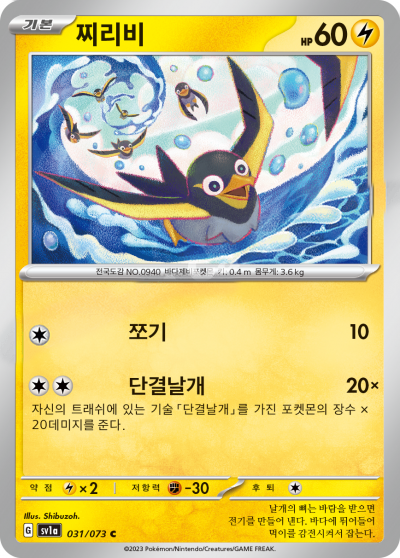 기본 찌리비 HP 60
전국도감 NO.0940 바다제비포켓몬 키: 0.4 m 몸무게: 3.6 kg
쪼기 10
단결날개 20×
자신의 트래쉬에 있는 기술 「단결날개」를 가진 포켓몬의 장수 ×
20데미지를 준다.
약점 ×2 저항력 -30 후퇴
Illus. Shibuzoh.
G sv1a 031/073 C
날개의 뼈는 바람을 받으면
전기를 만들어 낸다. 바다에 뛰어들어
먹이를 감전시켜서 잡는다.
©2023 Pokémon/Nintendo/Creatures/GAME FREAK.